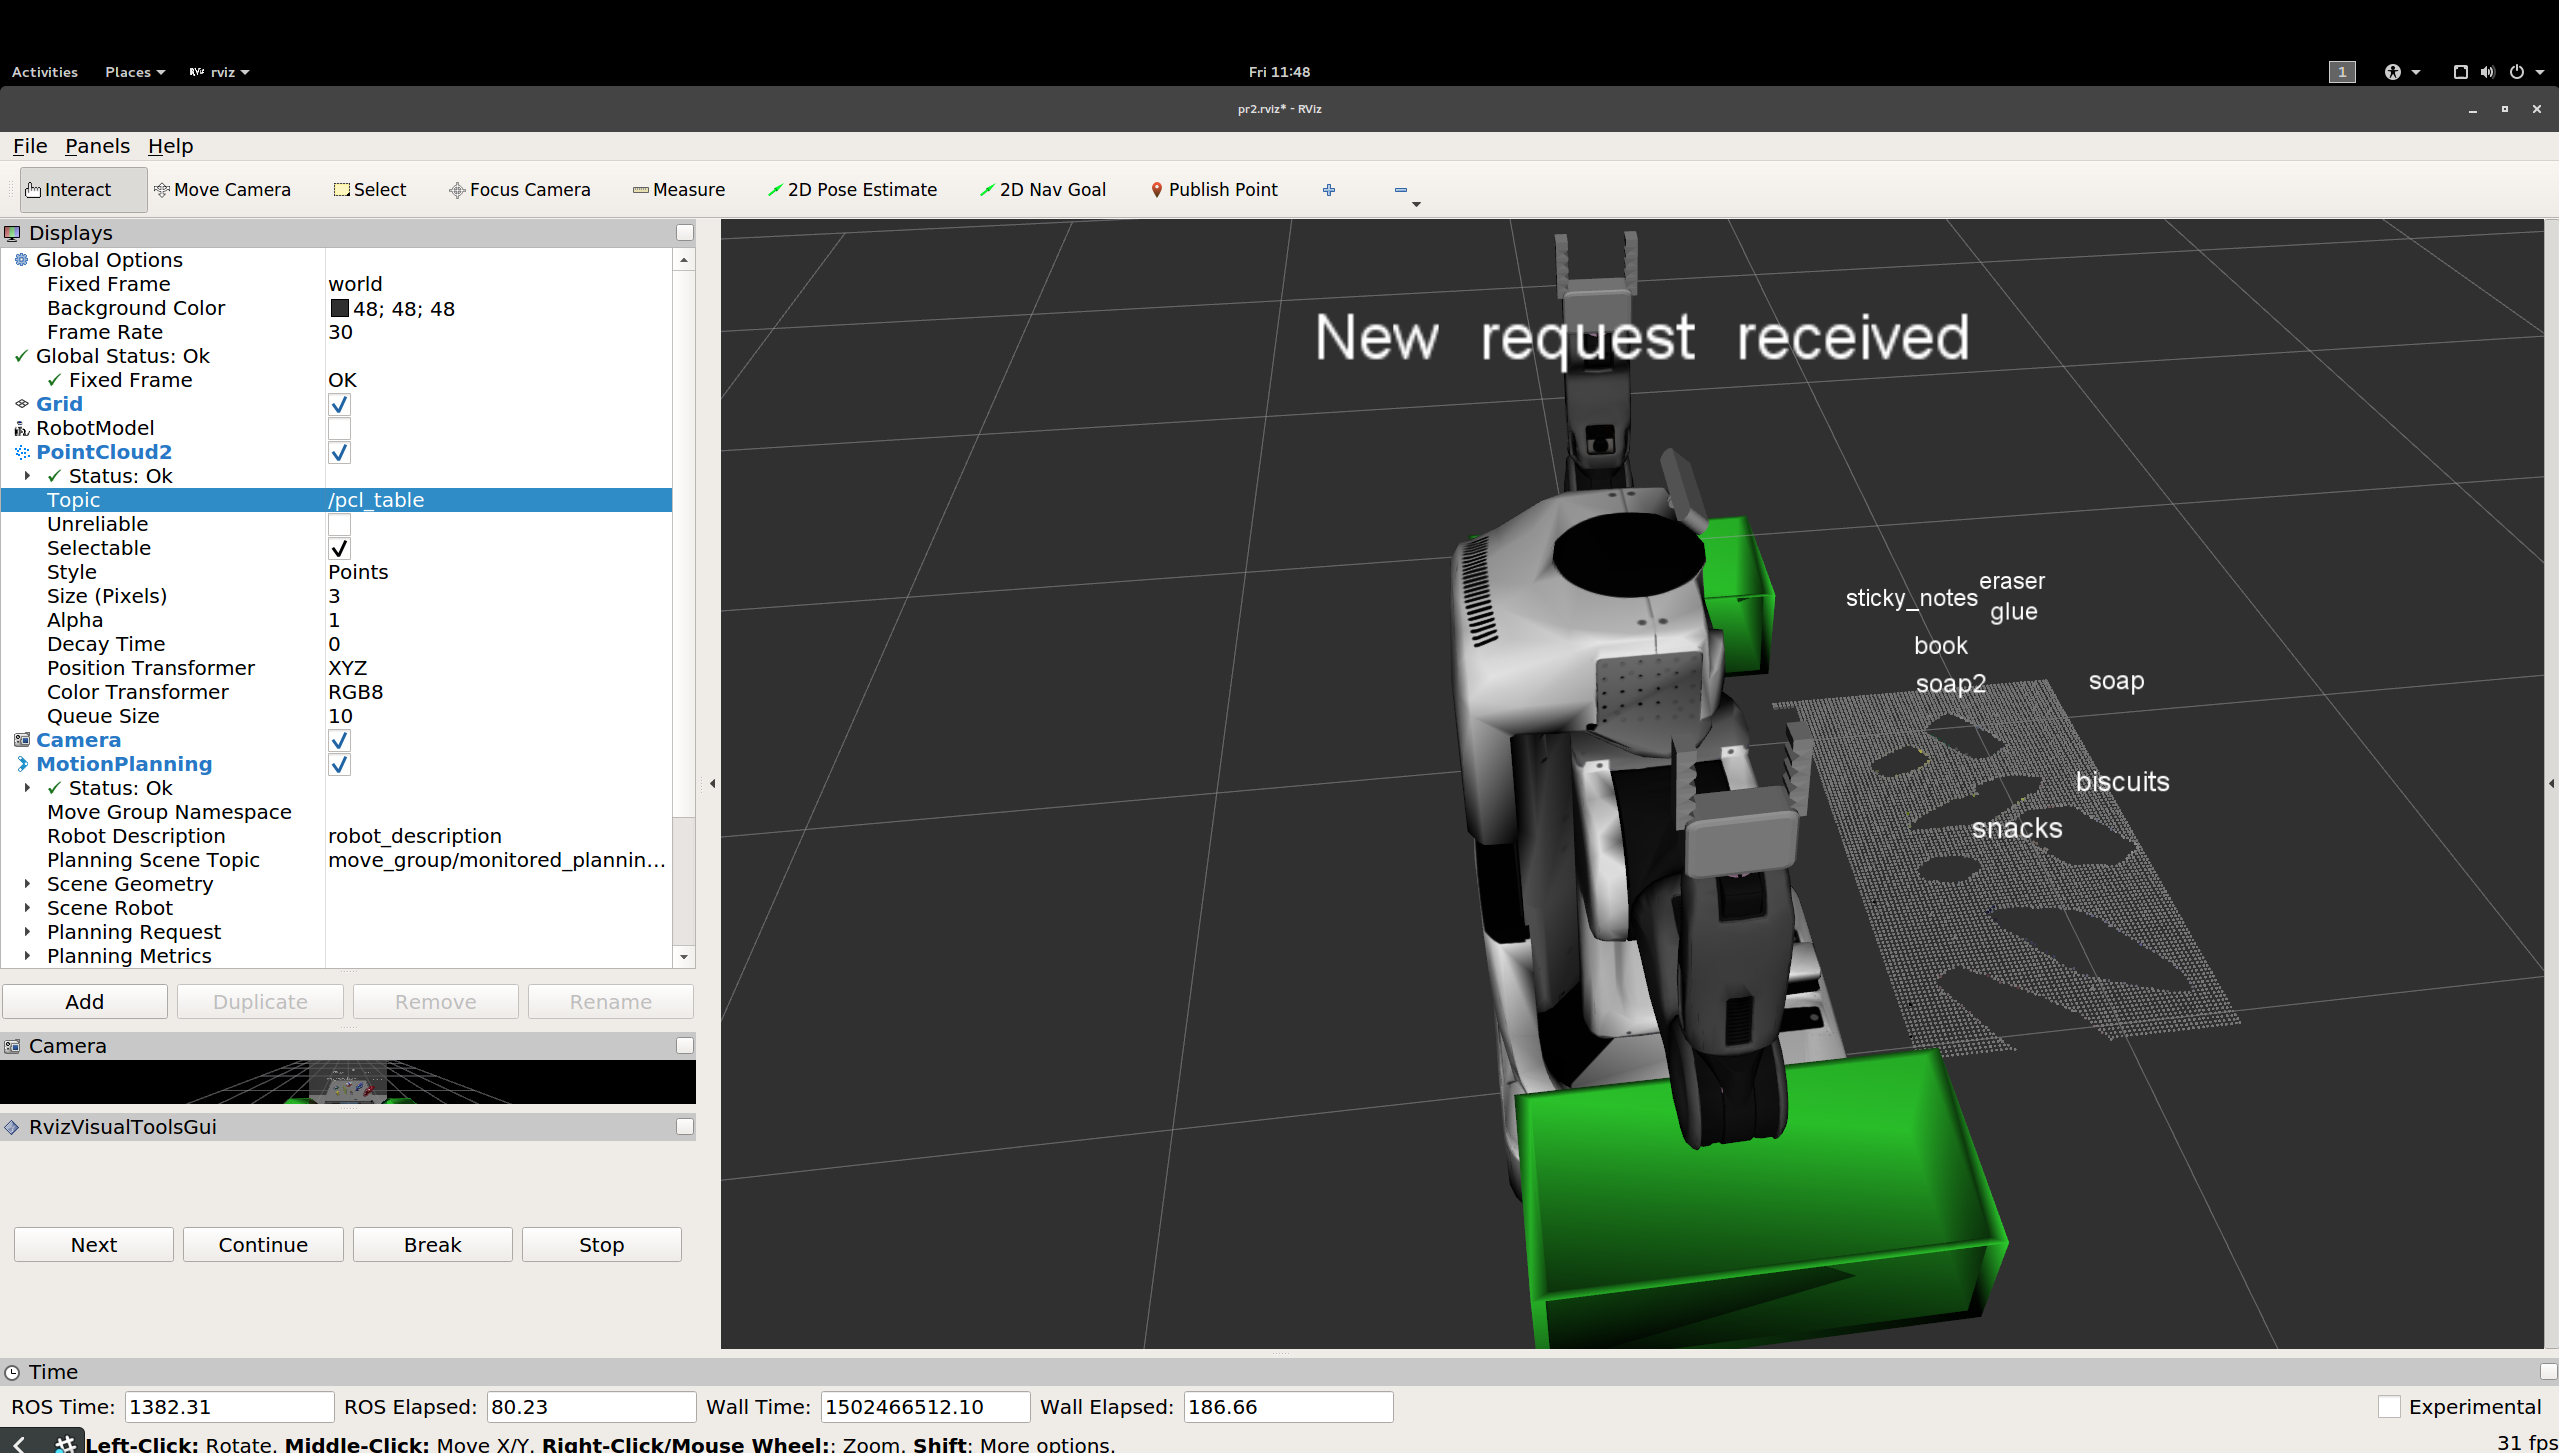 Activities Places rviz Fri 11:48 1
pr2.rviz* - RViz
File Panels Help
Interact Move Camera Select Focus Camera Measure 2D Pose Estimate 2D Nav Goal Publish Point
Displays
Global Options
Fixed Frame world
Background Color 48; 48; 48
Frame Rate 30
Global Status: Ok
Fixed Frame OK
Grid
RobotModel
PointCloud2
Status: Ok
Topic /pcl_table
Unreliable
Selectable
Style Points
Size (Pixels) 3
Alpha 1
Decay Time 0
Position Transformer XYZ
Color Transformer RGB8
Queue Size 10
Camera
MotionPlanning
Status: Ok
Move Group Namespace
Robot Description robot_description
Planning Scene Topic move_group/monitored_plannin...
Scene Geometry
Scene Robot
Planning Request
Planning Metrics
Add Duplicate Remove Rename
Camera
RvizVisualToolsGui
Next Continue Break Stop
New request received
eraser
sticky_notes
glue
book
soap2
soap
biscuits
snacks
Time
ROS Time: 1382.31 ROS Elapsed: 80.23 Wall Time: 1502466512.10 Wall Elapsed: 186.66 Experimental
Left-Click: Rotate. Middle-Click: Move X/Y. Right-Click/Mouse Wheel:: Zoom. Shift: More options. 31 fps